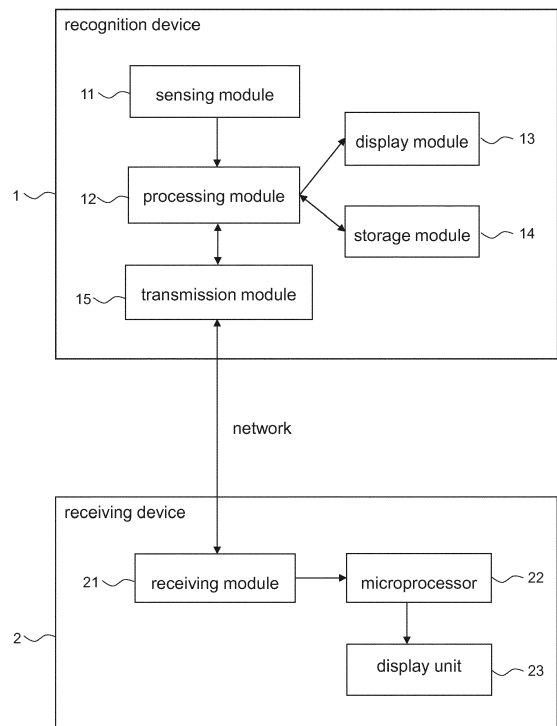 recognition device
11
sensing module
display module
13
1
12
processing module
storage module
14
15
transmission module
network
receiving device
21
receiving module
microprocessor
22
2
display unit
23